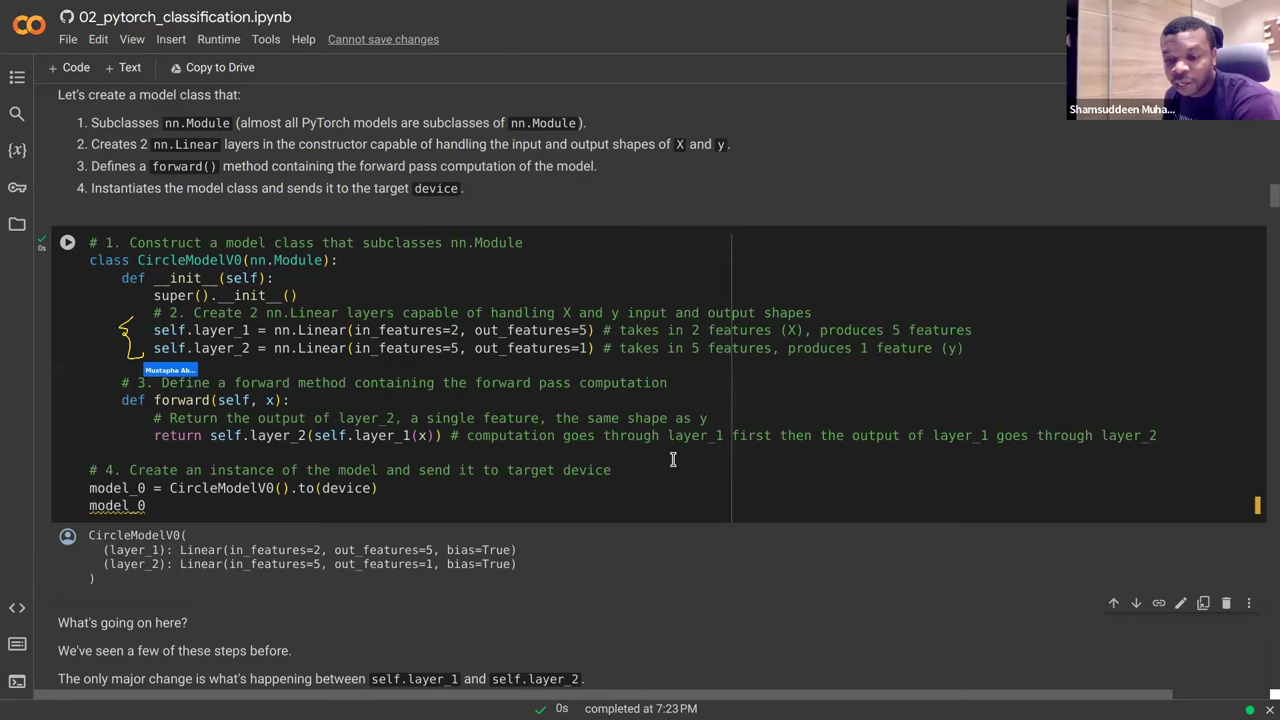 02_pytorch_classification.ipynb
File Edit View Insert Runtime Tools Help Cannot save changes
+ Code + Text Copy to Drive
Shamsuddeen Muha...
Let's create a model class that:
1. Subclasses nn.Module (almost all PyTorch models are subclasses of nn.Module).
2. Creates 2 nn.Linear layers in the constructor capable of handling the input and output shapes of X and y.
3. Defines a forward() method containing the forward pass computation of the model.
4. Instantiates the model class and sends it to the target device.
0s
# 1. Construct a model class that subclasses nn.Module
class CircleModelV0(nn.Module):
def __init__(self):
super().__init__()
# 2. Create 2 nn.Linear layers capable of handling X and y input and output shapes
self.layer_1 = nn.Linear(in_features=2, out_features=5) # takes in 2 features (X), produces 5 features
self.layer_2 = nn.Linear(in_features=5, out_features=1) # takes in 5 features, produces 1 feature (y)
Mustapha Ab...
# 3. Define a forward method containing the forward pass computation
def forward(self, x):
# Return the output of layer_2, a single feature, the same shape as y
return self.layer_2(self.layer_1(x)) # computation goes through layer_1 first then the output of layer_1 goes through layer_2
# 4. Create an instance of the model and send it to target device
model_0 = CircleModelV0().to(device)
model_0
CircleModelV0(
(layer_1): Linear(in_features=2, out_features=5, bias=True)
(layer_2): Linear(in_features=5, out_features=1, bias=True)
)
What's going on here?
We've seen a few of these steps before.
The only major change is what's happening between self.layer_1 and self.layer_2.
0s completed at 7:23 PM